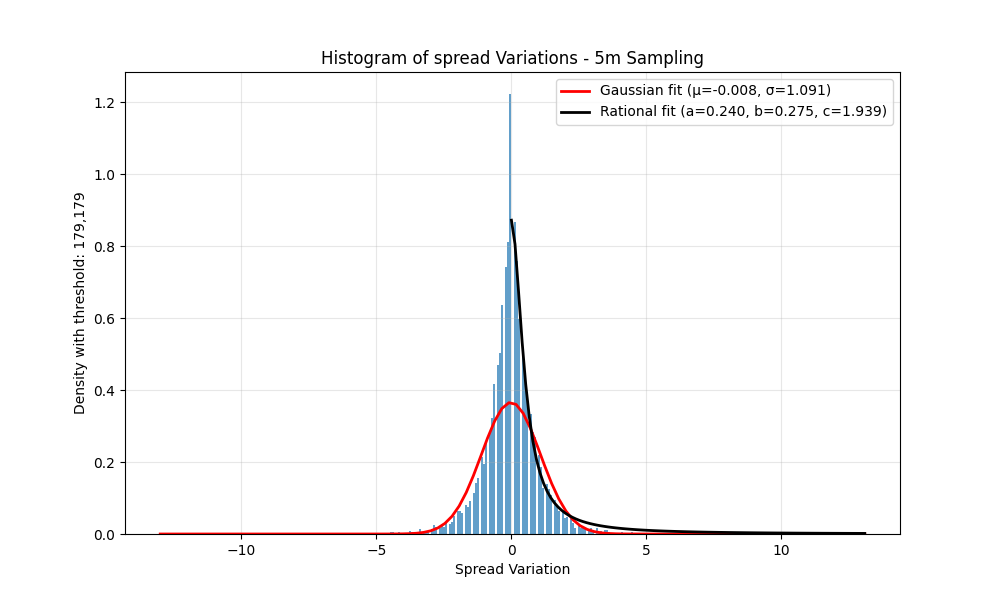 Histogram of spread Variations - 5m Sampling
Gaussian fit (μ=-0.008, σ=1.091)
Rational fit (a=0.240, b=0.275, c=1.939)
Density with threshold: 179,179
1.2
1.0
0.8
0.6
0.4
0.2
0.0
−10
−5
0
5
10
Spread Variation